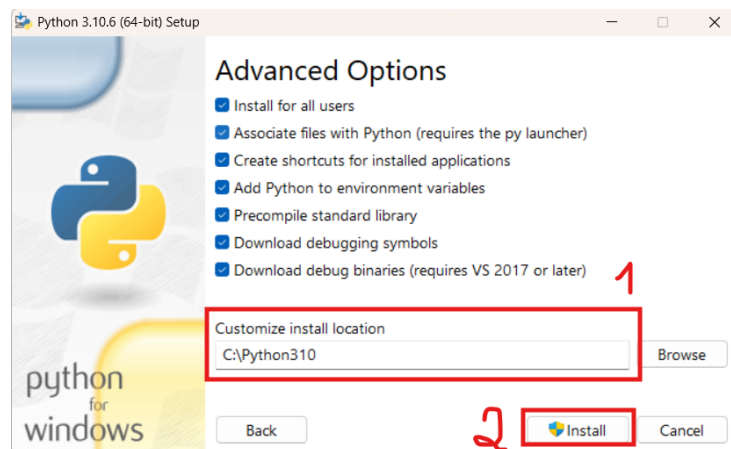 Python 3.10.6 (64-bit) Setup
Advanced Options
Install for all users
Associate files with Python (requires the py launcher)
Create shortcuts for installed applications
Add Python to environment variables
Precompile standard library
Download debugging symbols
Download debug binaries (requires VS 2017 or later)
1
Customize install location
C:\Python310
Browse
python
for
windows
Back
2
Install
Cancel